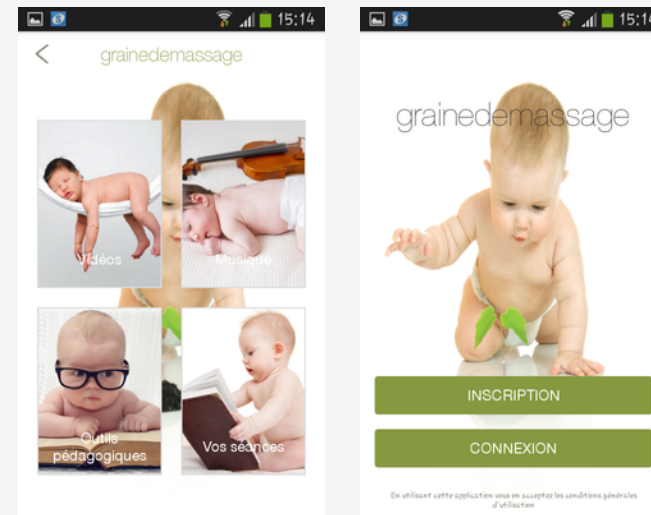 15:14
grainedemassage
Vidéos
Musique
Outils
pédagogiques
Vos séances
15:14
grainedemassage
INSCRIPTION
CONNEXION
En utilisant cette application vous en acceptez les conditions générales
d'utilisation